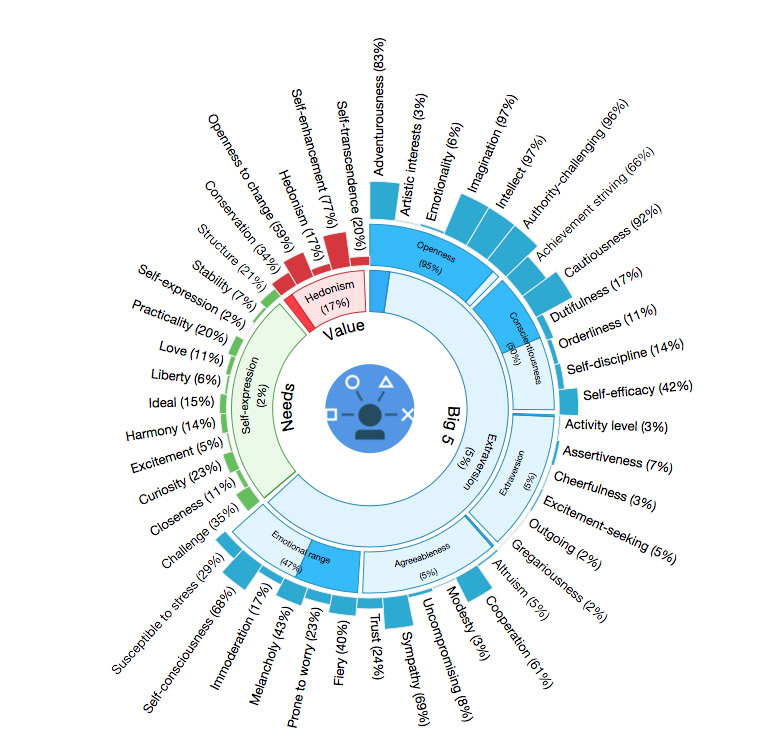 Adventurousness (83%)
Artistic interests (3%)
Emotionality (6%)
Imagination (97%)
Intellect (97%)
Authority-challenging (96%)
Achievement striving (66%)
Cautiousness (92%)
Dutifulness (17%)
Orderliness (11%)
Self-discipline (14%)
Self-efficacy (42%)
Activity level (3%)
Assertiveness (7%)
Cheerfulness (3%)
Excitement-seeking (5%)
Outgoing (2%)
Gregariousness (2%)
Altruism (5%)
Cooperation (61%)
Modesty (3%)
Uncompromising (8%)
Sympathy (69%)
Trust (24%)
Fiery (40%)
Prone to worry (23%)
Melancholy (43%)
Immoderation (17%)
Self-consciousness (68%)
Susceptible to stress (29%)
Challenge (35%)
Closeness (11%)
Curiosity (23%)
Excitement (5%)
Harmony (14%)
Ideal (15%)
Liberty (6%)
Love (11%)
Practicality (20%)
Self-expression (2%)
Stability (7%)
Structure (21%)
Conservation (34%)
Openness to change (59%)
Hedonism (17%)
Self-enhancement (77%)
Self-transcendence (20%)
Openness
(95%)
Conscientiousness
(50%)
Extraversion
(5%)
Agreeableness
(5%)
Emotional range
(47%)
Self-expression
(2%)
Hedonism
(17%)
Extraversion
(5%)
Big 5
Needs
Value